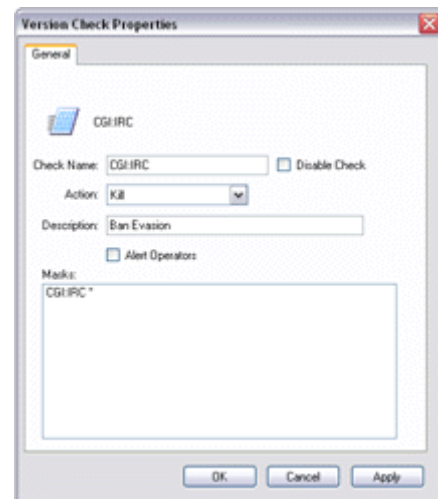 Version Check Properties
General
CGI:IRC
Check Name: CGI:IRC Disable Check
Action: Kill
Description: Ban Evasion
Alert Operators
Masks:
CGI:IRC *
OK Cancel Apply